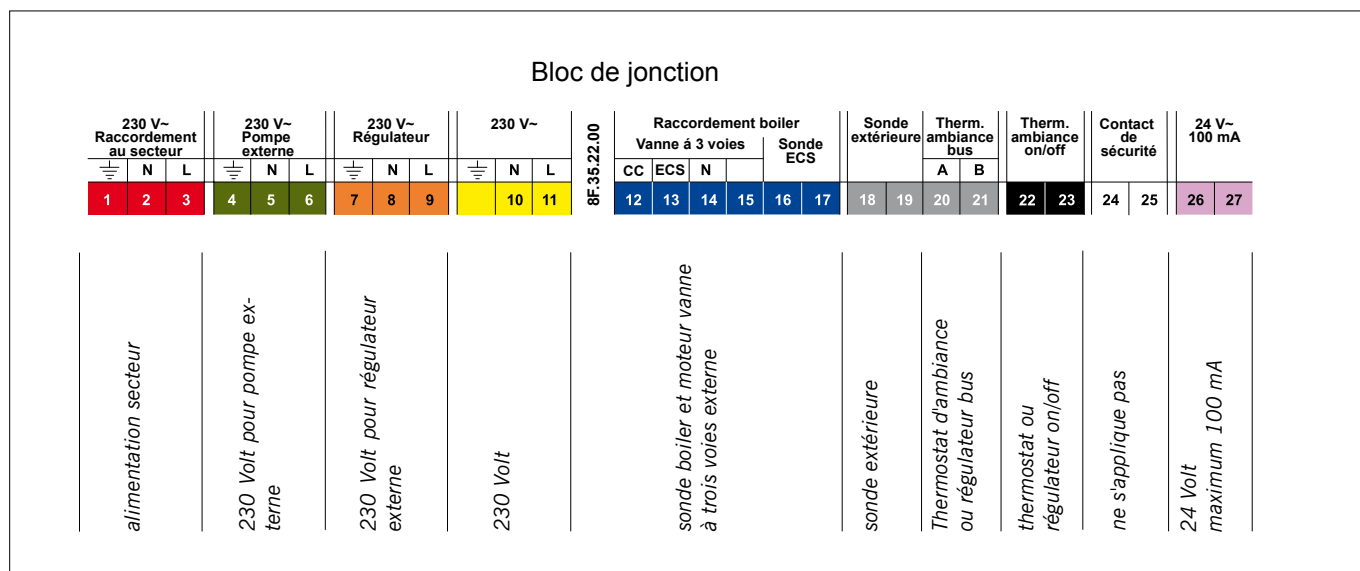 Bloc de jonction
230 V~
Raccordement
au secteur
N L
1 2 3
230 V~
Pompe
externe
N L
4 5 6
230 V~
Régulateur
N L
7 8 9
230 V~
N L
10 11
8F.35.22.00
Raccordement boiler
Vanne á 3 voies
Sonde
ECS
CC ECS N
12 13 14 15 16 17
Sonde
extérieure
18 19
Therm.
ambiance
bus
A B
20 21
Therm.
ambiance
on/off
22 23
Contact
de
sécurité
24 25
24 V~
100 mA
26 27
alimentation secteur
230 Volt pour pompe ex-
terne
230 Volt pour régulateur
externe
230 Volt
sonde boiler et moteur vanne
à trois voies externe
sonde extérieure
Thermostat d'ambiance
ou régulateur bus
thermostat ou
régulateur on/off
ne s'applique pas
24 Volt
maximum 100 mA